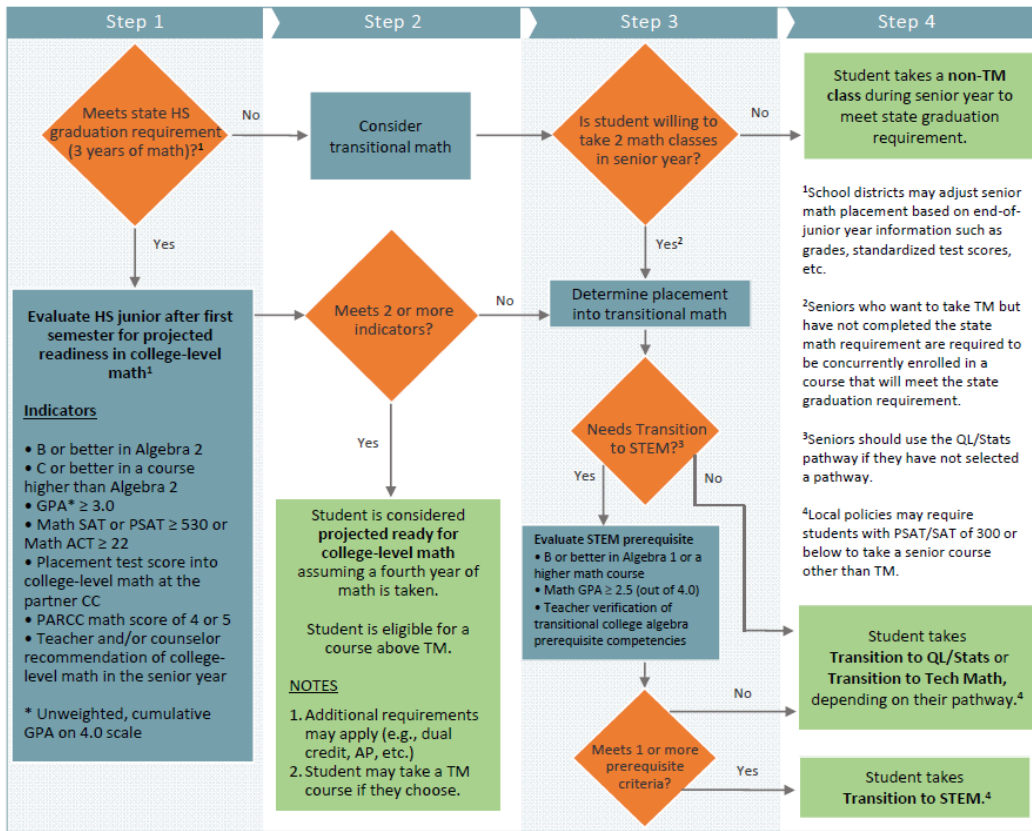 Step 1
Step 2
Step 3
Step 4
Meets state HS
graduation requirement
(3 years of math)?¹
No
Yes
Consider
transitional math
Is student willing to
take 2 math classes
in senior year?
No
Yes²
Student takes a non-TM
class during senior year to
meet state graduation
requirement.
Evaluate HS junior after first
semester for projected
readiness in college-level
math¹
Indicators
• B or better in Algebra 2
• C or better in a course
higher than Algebra 2
• GPA* ≥ 3.0
• Math SAT or PSAT ≥ 530 or
Math ACT ≥ 22
• Placement test score into
college-level math at the
partner CC
• PARCC math score of 4 or 5
• Teacher and/or counselor
recommendation of college-
level math in the senior year
* Unweighted, cumulative
GPA on 4.0 scale
Meets 2 or more
indicators?
No
Yes
Student is considered
projected ready for
college-level math
assuming a fourth year of
math is taken.
Student is eligible for a
course above TM.
NOTES
1. Additional requirements
may apply (e.g., dual
credit, AP, etc.)
2. Student may take a TM
course if they choose.
Determine placement
into transitional math
Needs Transition
to STEM?³
Yes
No
Evaluate STEM prerequisite
• B or better in Algebra 1 or a
higher math course
• Math GPA ≥ 2.5 (out of 4.0)
• Teacher verification of
transitional college algebra
prerequisite competencies
Meets 1 or more
prerequisite
criteria?
No
Yes
¹School districts may adjust senior
math placement based on end-of-
junior year information such as
grades, standardized test scores,
etc.
²Seniors who want to take TM but
have not completed the state
math requirement are required to
be concurrently enrolled in a
course that will meet the state
graduation requirement.
³Seniors should use the QL/Stats
pathway if they have not selected
a pathway.
⁴Local policies may require
students with PSAT/SAT of 300 or
below to take a senior course
other than TM.
Student takes
Transition to QL/Stats or
Transition to Tech Math,
depending on their pathway.⁴
Student takes
Transition to STEM.⁴